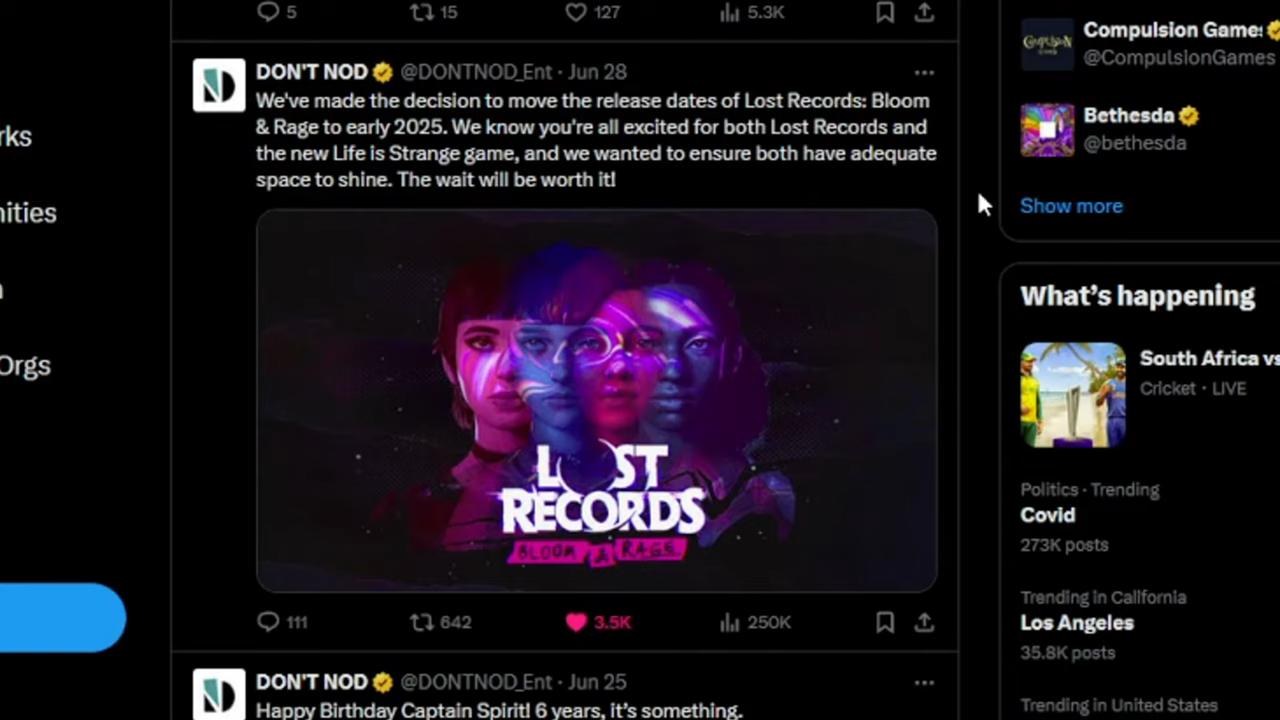 5 15 127 5.3K
DON'T NOD @DONTNOD_Ent · Jun 28
We've made the decision to move the release dates of Lost Records: Bloom
& Rage to early 2025. We know you're all excited for both Lost Records and
the new Life is Strange game, and we wanted to ensure both have adequate
space to shine. The wait will be worth it!
LOST
RECORDS
BLOOM & RAGE
111 642 3.5K 250K
DON'T NOD @DONTNOD_Ent · Jun 25
Happy Birthday Captain Spirit! 6 years, it's something.
rks
nities
Orgs
Compulsion Games
@CompulsionGames
Bethesda
@bethesda
Show more
What's happening
South Africa vs
Cricket · LIVE
Politics · Trending
Covid
273K posts
Trending in California
Los Angeles
35.8K posts
Trending in United States